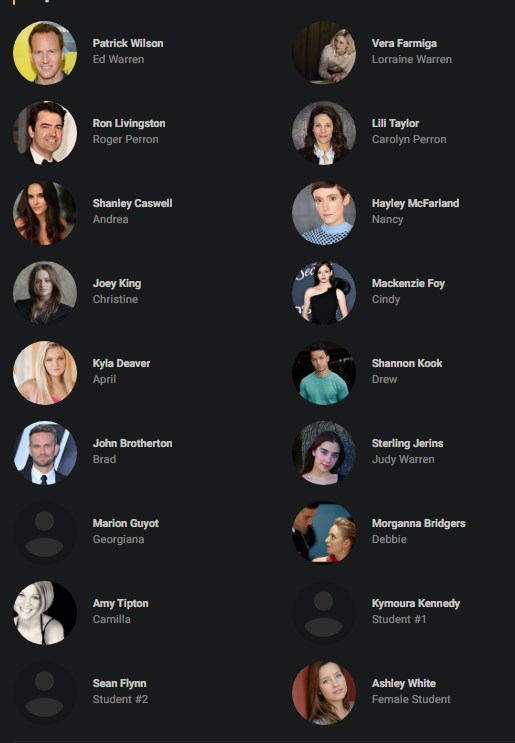 Patrick Wilson
Ed Warren
Vera Farmiga
Lorraine Warren
Ron Livingston
Roger Perron
Lili Taylor
Carolyn Perron
Shanley Caswell
Andrea
Hayley McFarland
Nancy
Joey King
Christine
Mackenzie Foy
Cindy
Kyla Deaver
April
Shannon Kook
Drew
John Brotherton
Brad
Sterling Jerins
Judy Warren
Marion Guyot
Georgiana
Morganna Bridgers
Debbie
Amy Tipton
Camilla
Kymoura Kennedy
Student #1
Sean Flynn
Student #2
Ashley White
Female Student